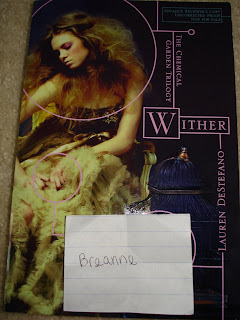 ADVANCE READER'S COPY
UNCORRECTED PROOF
NOT FOR SALE
THE CHEMICAL
GARDEN TRILOGY
WITHER
LAUREN DESTEFANO
Breanne